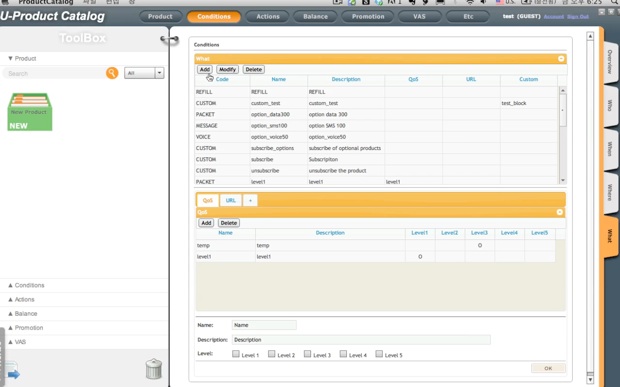 ProductCatalog 파일 편집 창
U-Product Catalog
Product Conditions Actions Balance Promotion VAS Etc
test (GUEST) Account Sign Out
ToolBox
Product
Search All
New Product
NEW
Conditions
Actions
Balance
Promotion
VAS
Conditions
What
Add Modify Delete
Code Name Description QoS URL Custom
REFILL REFILL REFILL
CUSTOM custom_test custom_test test_block
PACKET option_data300 option data 300
MESSAGE option_sms100 option SMS 100
VOICE option_voice50 option_voice50
CUSTOM subscribe_options subscribe of optional products
CUSTOM subscribe Subscription
CUSTOM unsubscribe unsubscribe the product
PACKET level1 level1 level1
QoS URL +
QoS
Add Delete
Name Description Level1 Level2 Level3 Level4 Level5
temp temp O
level1 level1 O
Name: Name
Description: Description
Level: Level 1 Level 2 Level 3 Level 4 Level 5
OK
Overview
Who
When
Where
What